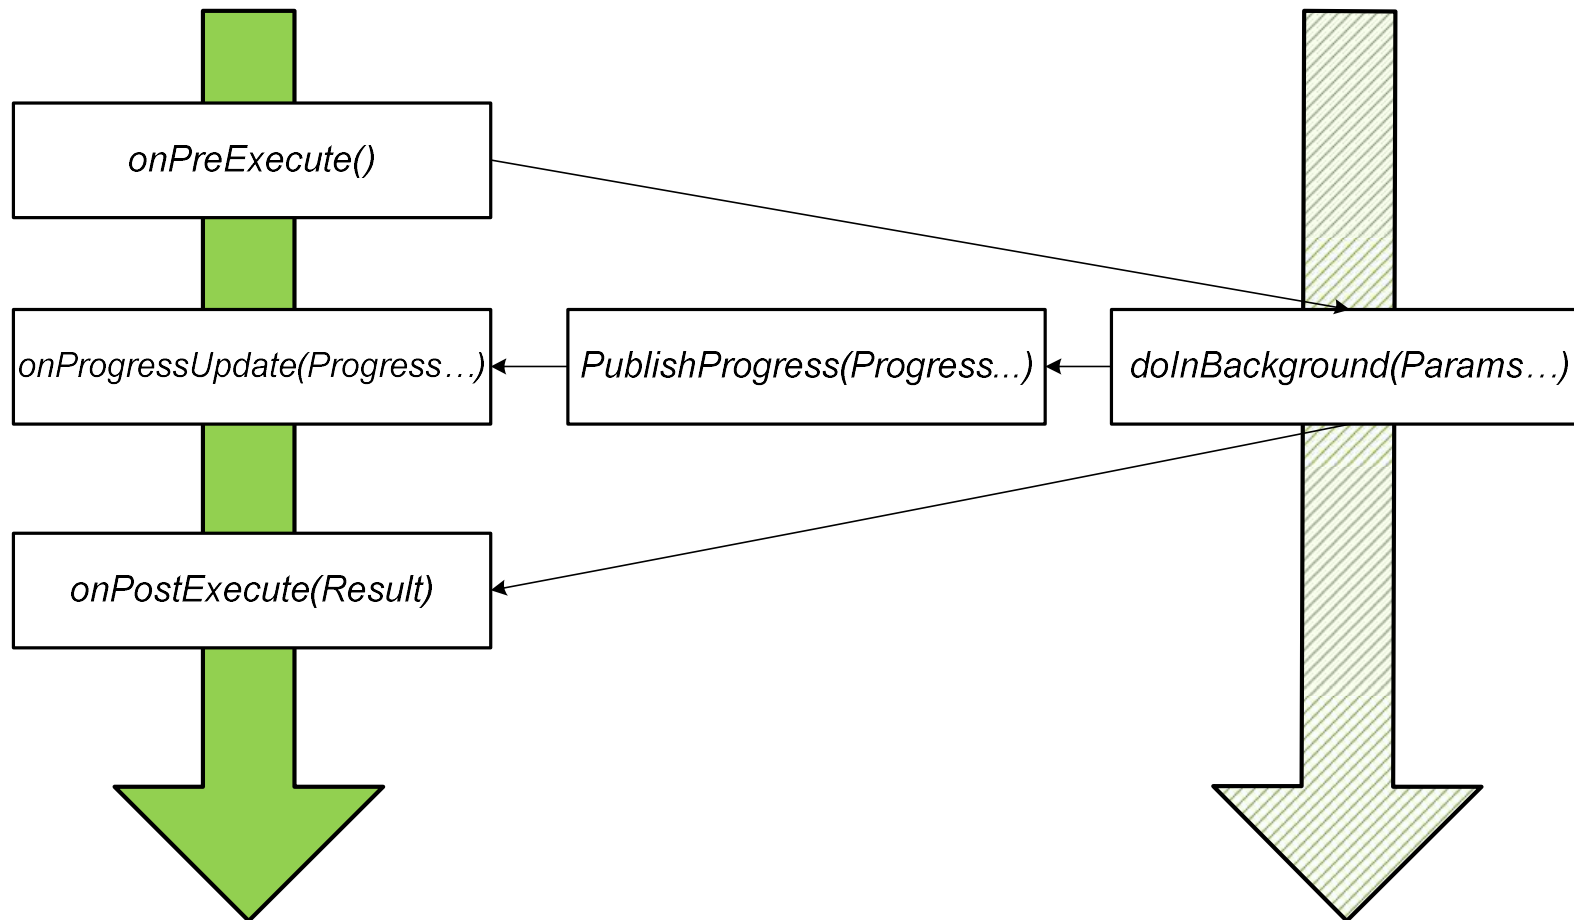 onPreExecute()
onProgressUpdate(Progress…)
PublishProgress(Progress...)
doInBackground(Params…)
onPostExecute(Result)